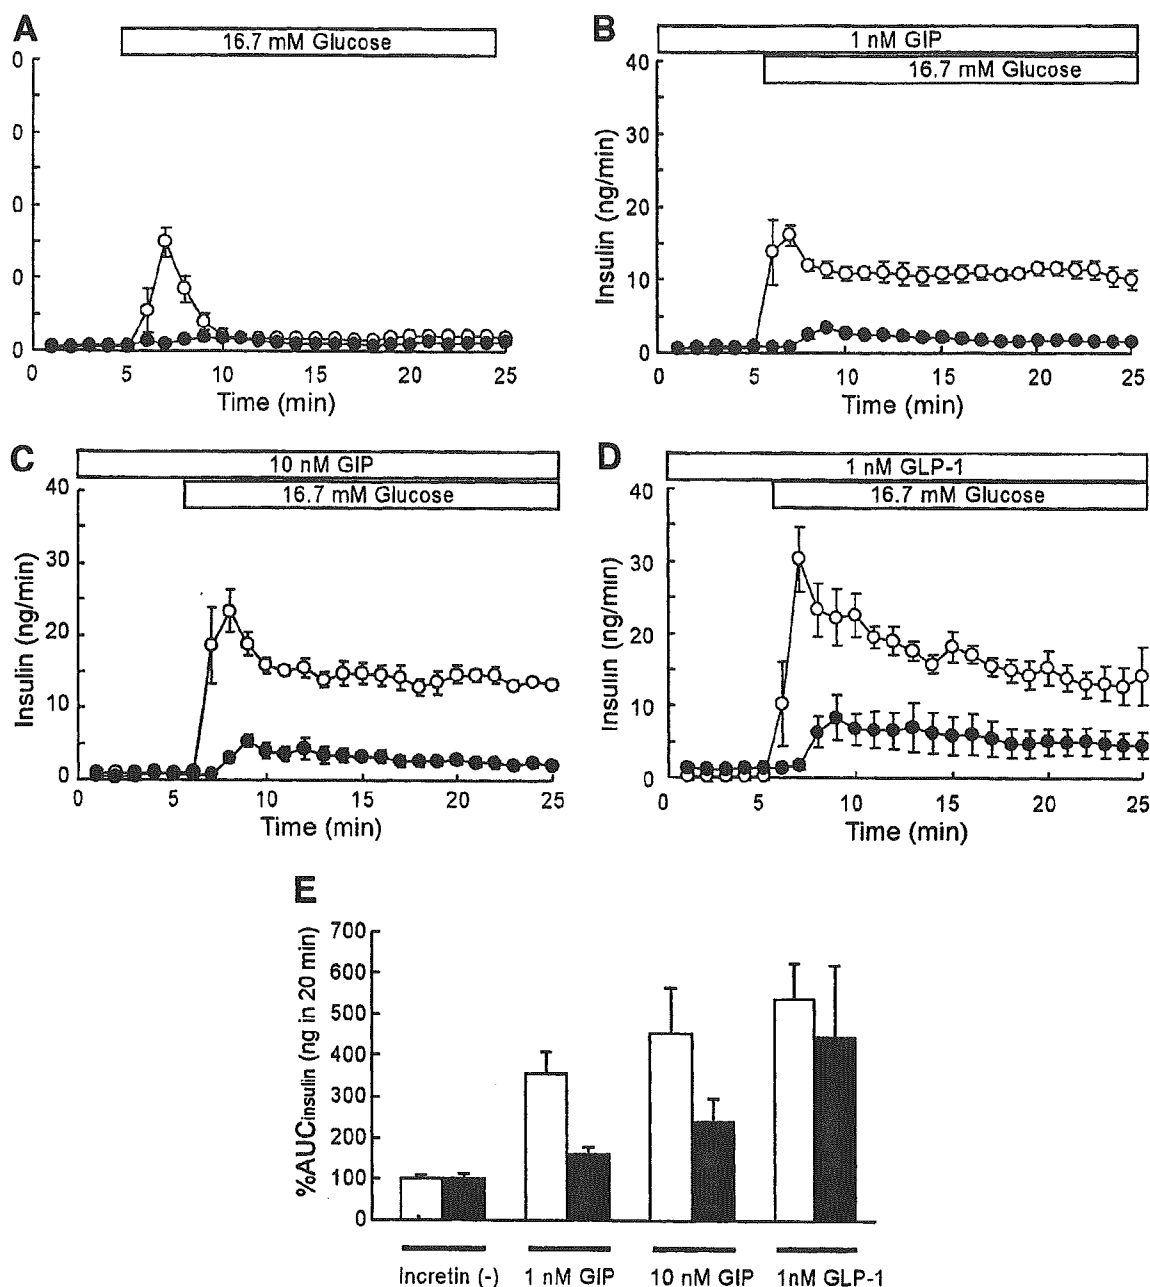 A
16.7 mM Glucose
0
0
0
0
0
0 5 10 15 20 25
Time (min)
B
1 nM GIP
16.7 mM Glucose
Insulin (ng/min)
40
30
20
10
0
0 5 10 15 20 25
Time (min)
C
10 nM GIP
16.7 mM Glucose
Insulin (ng/min)
40
30
20
10
0
0 5 10 15 20 25
Time (min)
D
1 nM GLP-1
16.7 mM Glucose
Insulin (ng/min)
40
30
20
10
0
0 5 10 15 20 25
Time (min)
E
%AUCinsulin (ng in 20 min)
700
600
500
400
300
200
100
0
Incretin (-) 1 nM GIP 10 nM GIP 1nM GLP-1